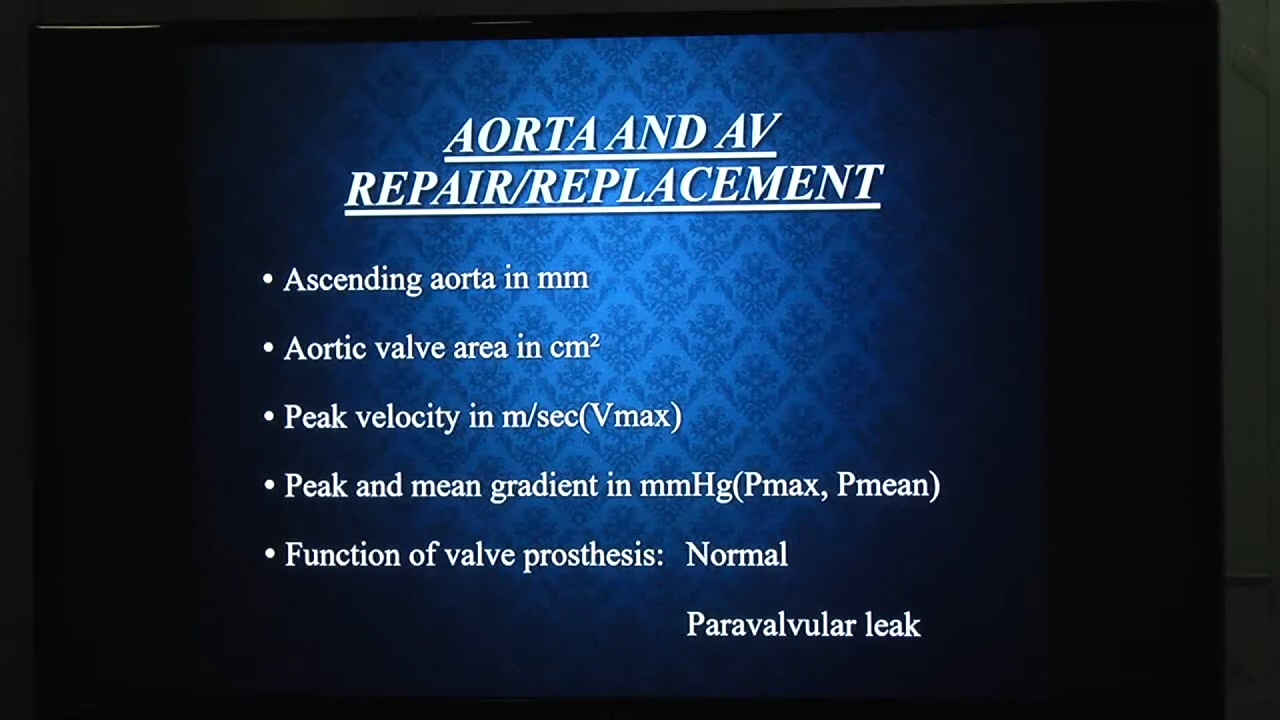 AORTA AND AV
REPAIR/REPLACEMENT
• Ascending aorta in mm
• Aortic valve area in cm²
• Peak velocity in m/sec(Vmax)
• Peak and mean gradient in mmHg(Pmax, Pmean)
• Function of valve prosthesis: Normal
Paravalvular leak